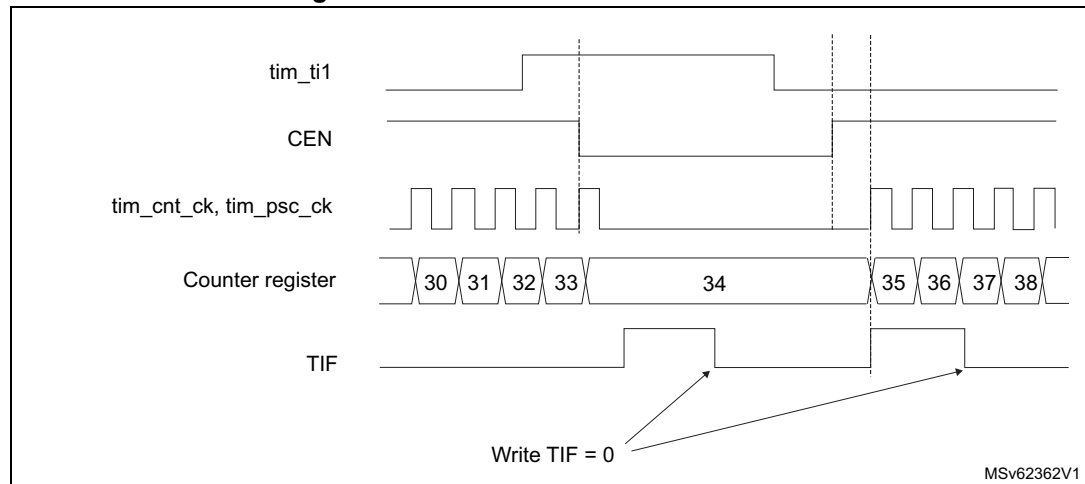 tim_ti1
CEN
tim_cnt_ck, tim_psc_ck
Counter register 30 31 32 33 34 35 36 37 38
TIF
Write TIF = 0
MSv62362V1